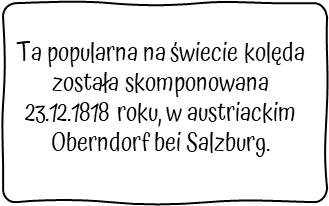 Ta popularna na świecie kolęda
została skomponowana
23.12.1818 roku, w austriackim
Oberndorf bei Salzburg.